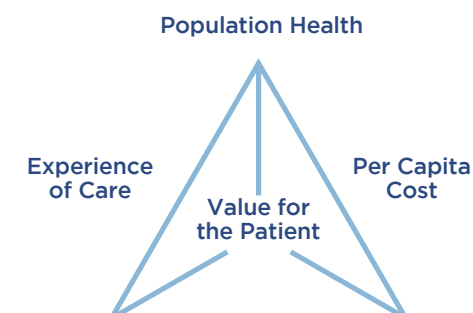 Population Health
Experience
of Care
Per Capita
Cost
Value for
the Patient